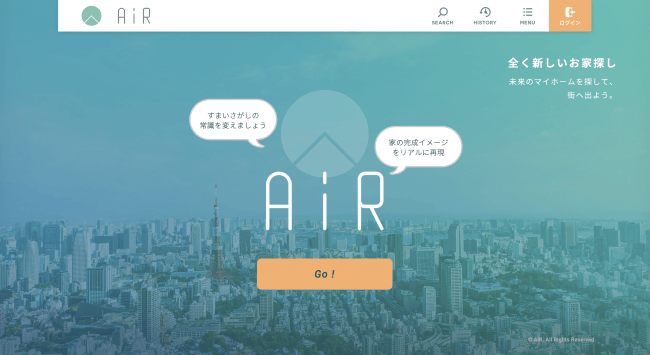 AiR
SEARCH
HISTORY
MENU
ログイン
全く新しいお家探し
未来のマイホームを探して、
街へ出よう。
すまいさがしの
常識を変えましょう
家の完成イメージ
をリアルに再現
AiR
Go !
© AiR, All Rights Reserved.